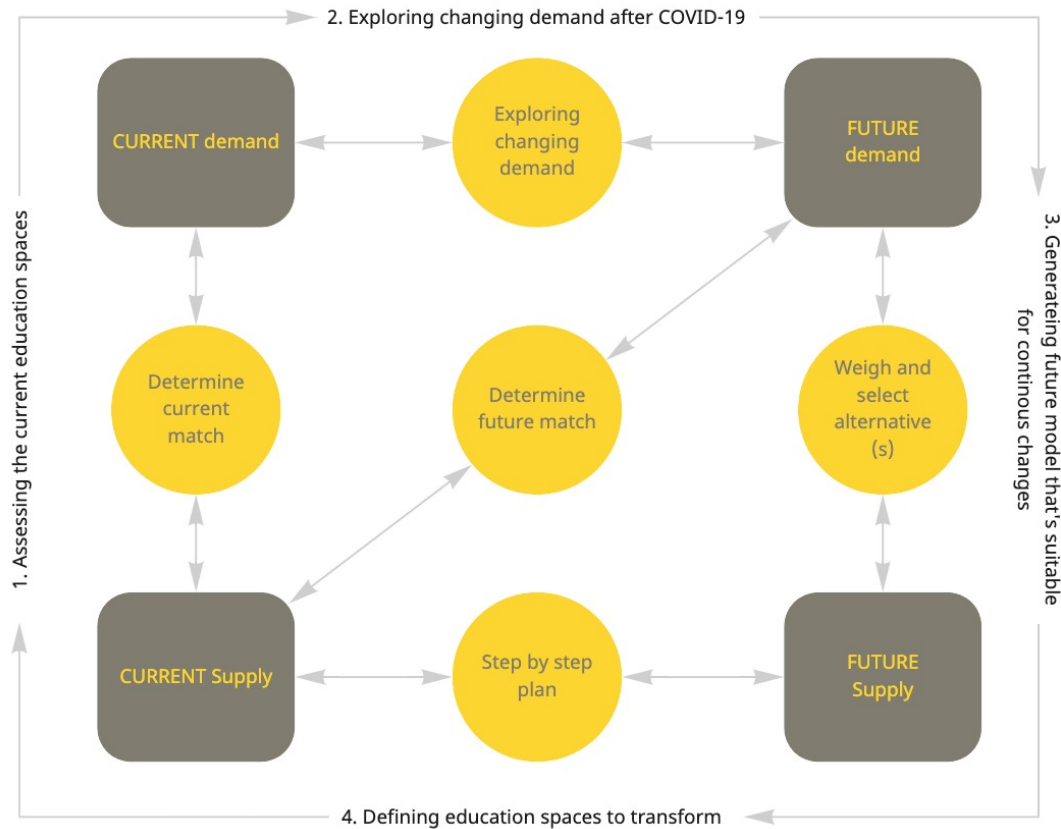 2. Exploring changing demand after COVID-19
CURRENT demand
Exploring
changing
demand
FUTURE
demand
1. Assessing the current education spaces
Determine
current
match
Determine
future match
Weigh and
select
alternative
(s)
3. Generateing future model that's suitable
for continous changes
CURRENT Supply
Step by step
plan
FUTURE
Supply
4. Defining education spaces to transform